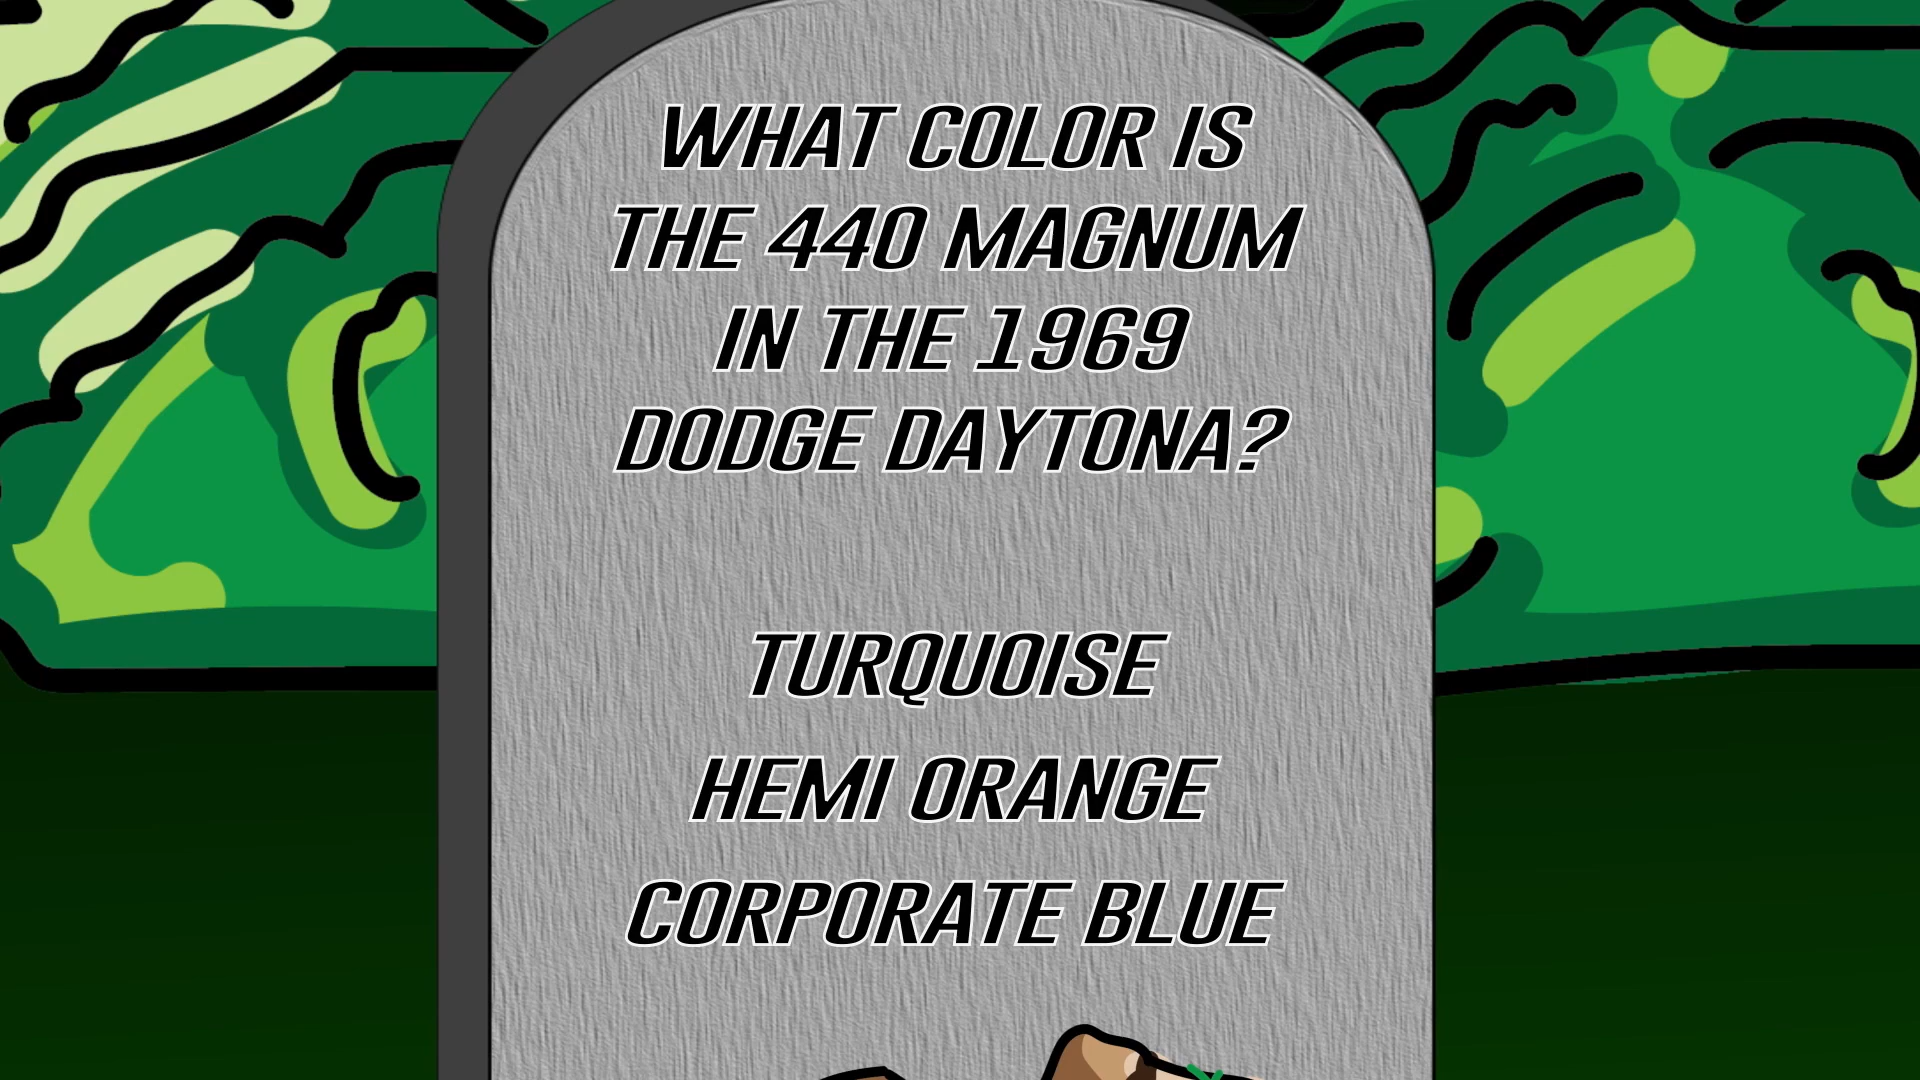 WHAT COLOR IS
THE 440 MAGNUM
IN THE 1969
DODGE DAYTONA?
TURQUOISE
HEMI ORANGE
CORPORATE BLUE